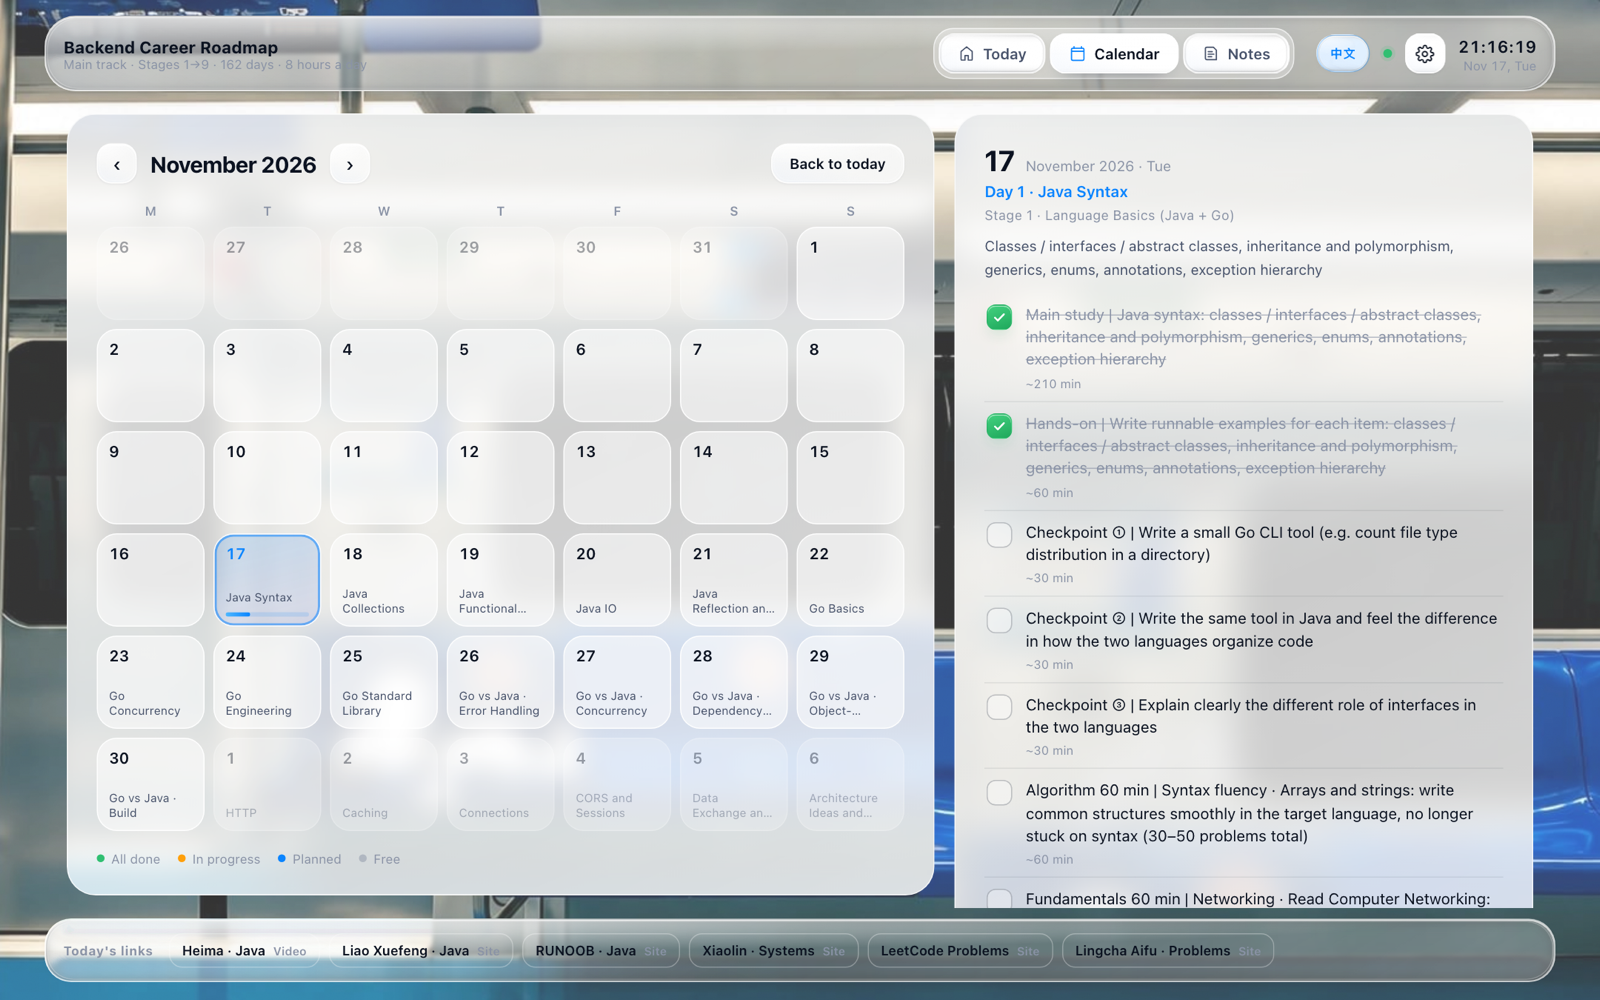 Backend Career Roadmap
Main track · Stages 1→9 · 162 days · 8 hours a day
Today
Calendar
Notes
中文
21:16:19
Nov 17, Tue
‹
November 2026
›
Back to today
M T W T F S S
26 27 28 29 30 31 1
2 3 4 5 6 7 8
9 10 11 12 13 14 15
16 17 18 19 20 21 22
Java Syntax
Java
Collections
Java
Functional...
Java IO
Java
Reflection an...
Go Basics
23 24 25 26 27 28 29
Go
Concurrency
Go
Engineering
Go Standard
Library
Go vs Java ·
Error Handling
Go vs Java ·
Concurrency
Go vs Java ·
Dependency...
Go vs Java ·
Object-...
30 1 2 3 4 5 6
Go vs Java ·
Build
HTTP
Caching
Connections
CORS and
Sessions
Data
Exchange an...
Architecture
Ideas and...
All done
In progress
Planned
Free
17 November 2026 · Tue
Day 1 · Java Syntax
Stage 1 · Language Basics (Java + Go)
Classes / interfaces / abstract classes, inheritance and polymorphism,
generics, enums, annotations, exception hierarchy
Main study | Java syntax: classes / interfaces / abstract classes,
inheritance and polymorphism, generics, enums, annotations,
exception hierarchy
~210 min
Hands-on | Write runnable examples for each item: classes /
interfaces / abstract classes, inheritance and polymorphism,
generics, enums, annotations, exception hierarchy
~60 min
Checkpoint ① | Write a small Go CLI tool (e.g. count file type
distribution in a directory)
~30 min
Checkpoint ② | Write the same tool in Java and feel the difference
in how the two languages organize code
~30 min
Checkpoint ③ | Explain clearly the different role of interfaces in
the two languages
~30 min
Algorithm 60 min | Syntax fluency · Arrays and strings: write
common structures smoothly in the target language, no longer
stuck on syntax (30–50 problems total)
~60 min
Fundamentals 60 min | Networking · Read Computer Networking:
Today's links
Heima · Java Video
Liao Xuefeng · Java Site
RUNOOB · Java Site
Xiaolin · Systems Site
LeetCode Problems Site
Lingcha Aifu · Problems Site